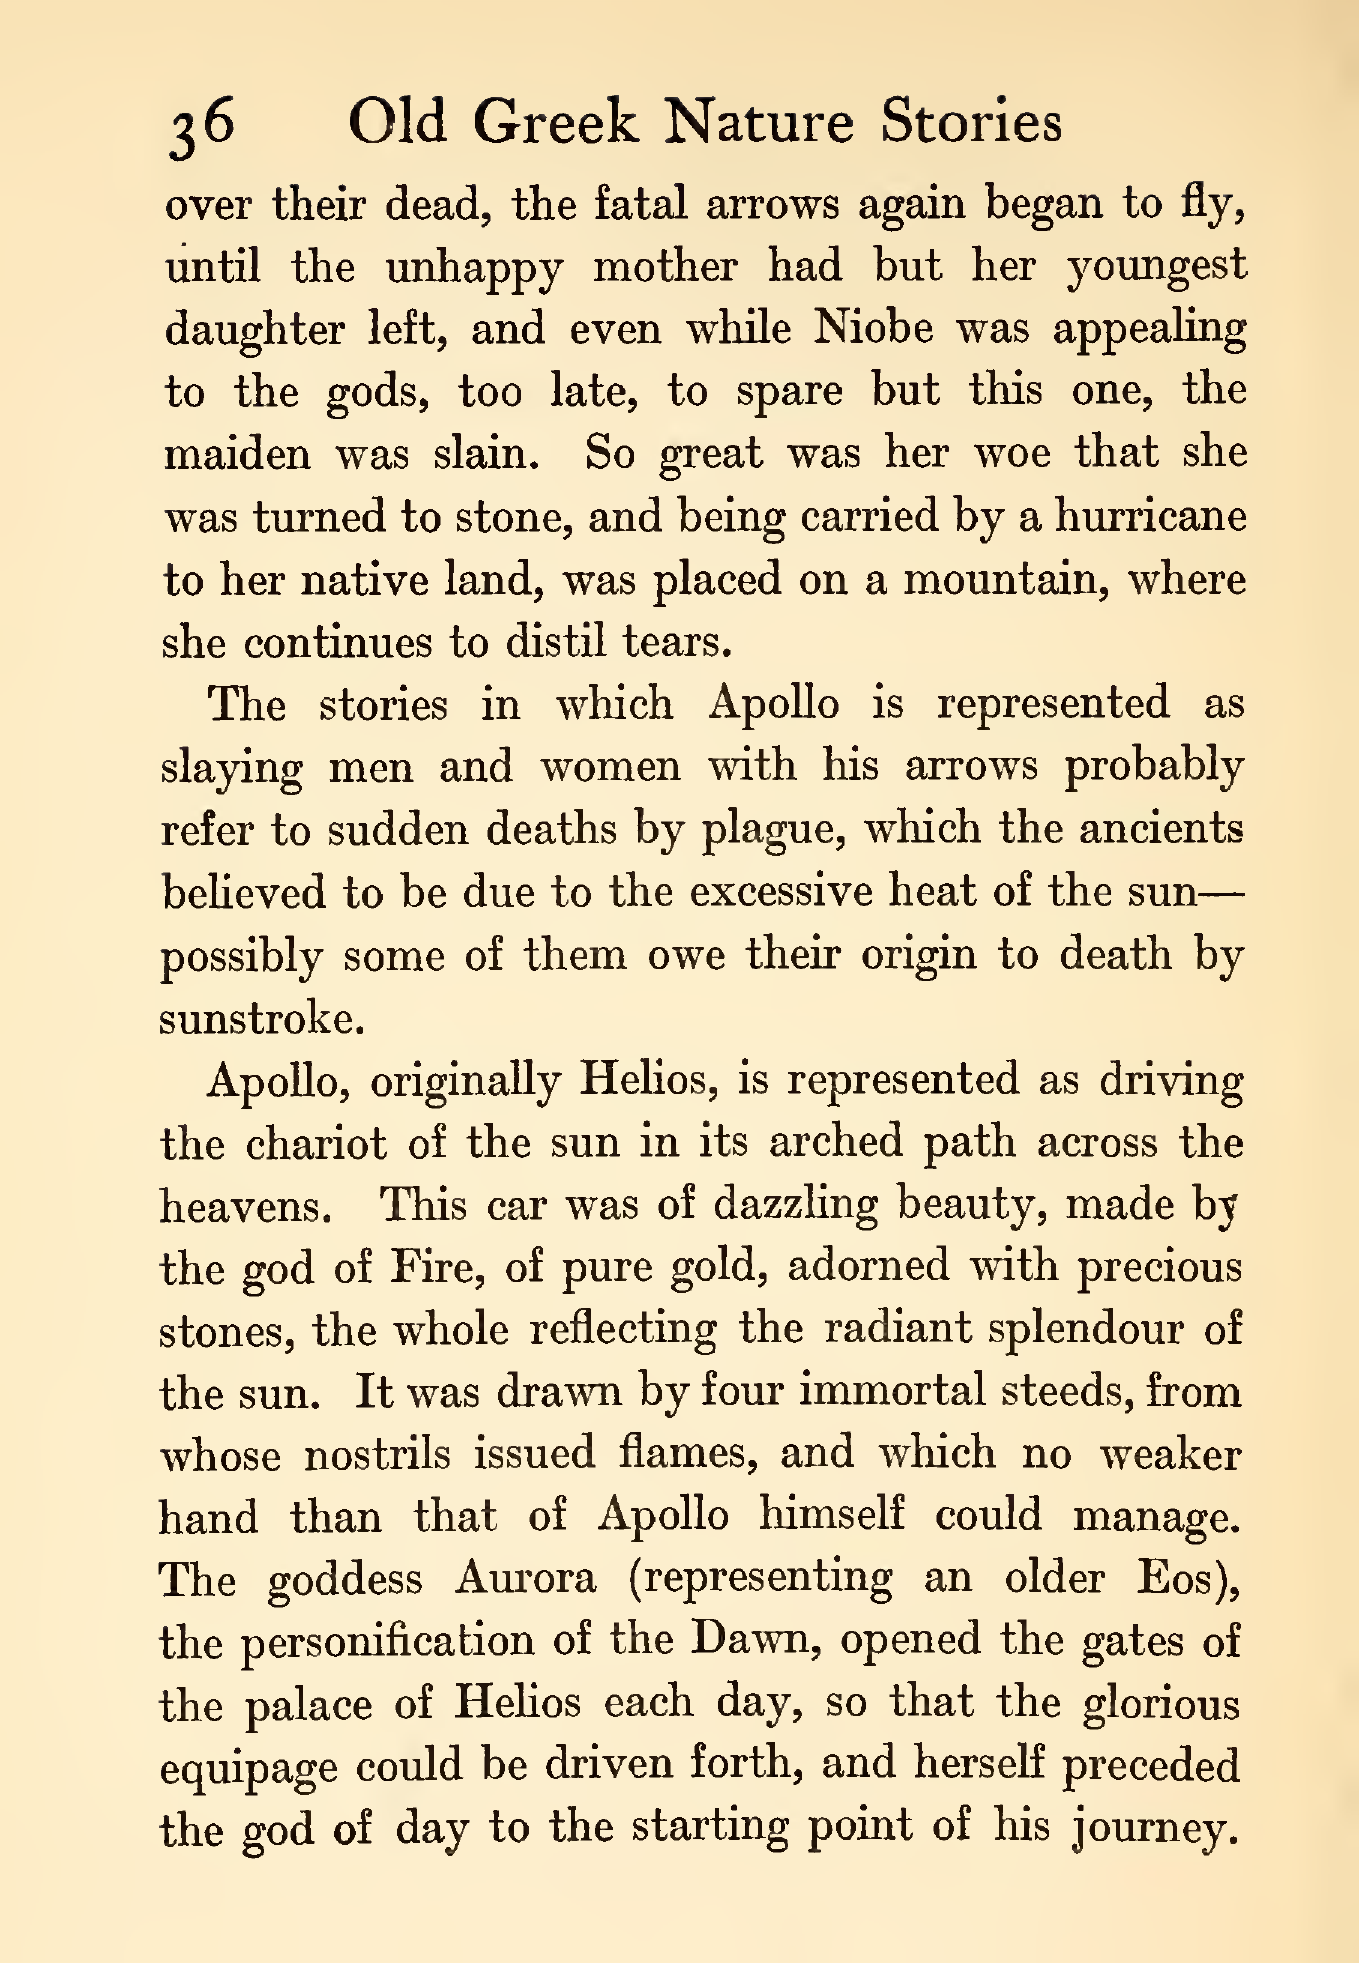 36 Old Greek Nature Stories
over their dead, the fatal arrows again began to fly,
until the unhappy mother had but her youngest
daughter left, and even while Niobe was appealing
to the gods, too late, to spare but this one, the
maiden was slain. So great was her woe that she
was turned to stone, and being carried by a hurricane
to her native land, was placed on a mountain, where
she continues to distil tears.
The stories in which Apollo is represented as
slaying men and women with his arrows probably
refer to sudden deaths by plague, which the ancients
believed to be due to the excessive heat of the sun—
possibly some of them owe their origin to death by
sunstroke.
Apollo, originally Helios, is represented as driving
the chariot of the sun in its arched path across the
heavens. This car was of dazzling beauty, made by
the god of Fire, of pure gold, adorned with precious
stones, the whole reflecting the radiant splendour of
the sun. It was drawn by four immortal steeds, from
whose nostrils issued flames, and which no weaker
hand than that of Apollo himself could manage.
The goddess Aurora (representing an older Eos),
the personification of the Dawn, opened the gates of
the palace of Helios each day, so that the glorious
equipage could be driven forth, and herself preceded
the god of day to the starting point of his journey.